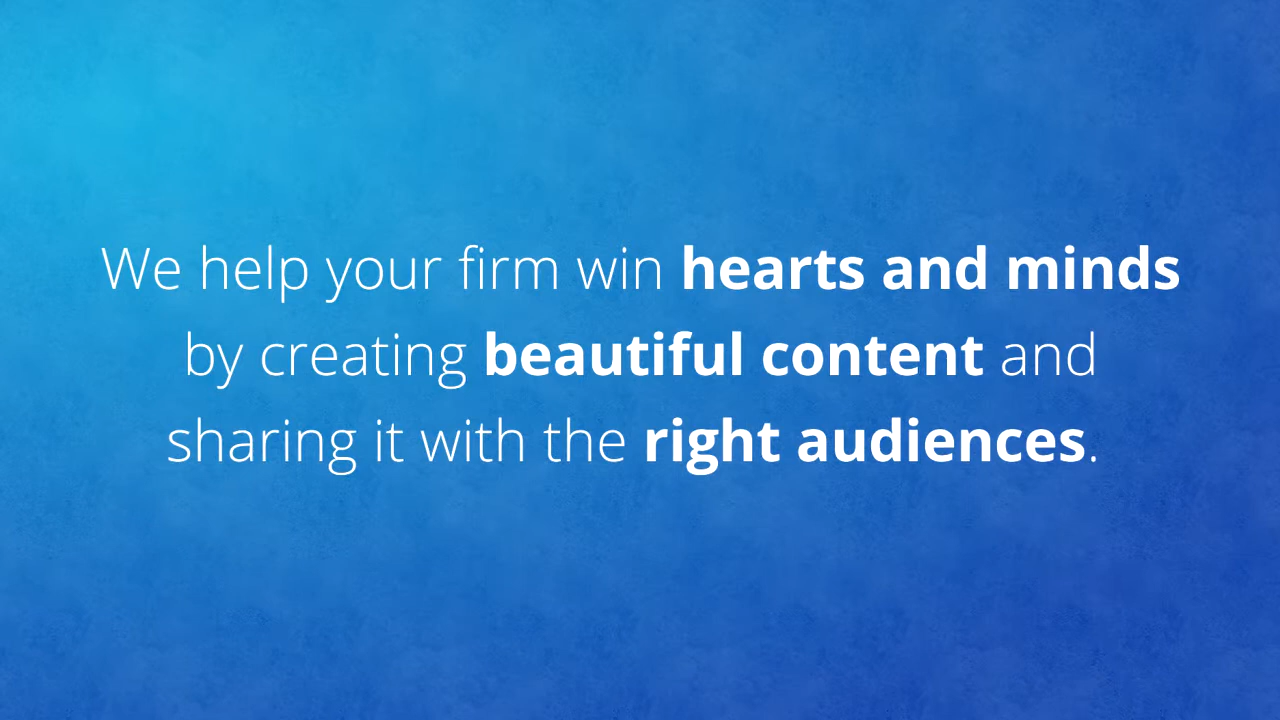 We help your firm win hearts and minds
by creating beautiful content and
sharing it with the right audiences.